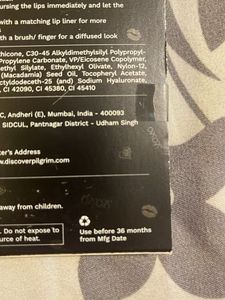 ursing the lips immediately and let the
with a matching lip liner for more
h a brush/ finger for a diffused look
thicone, C30-45 Alkyldimethylsilyl Polypropyl-
Propylene Carbonate, VP/Eicosene Copolymer,
ethyl Silylate, Ethylhexyl Olivate, Nylon-12,
(Macadamia) Seed Oil, Tocopheryl Acetate,
ctyldodeceth-25 (and) Sodium Hyaluronate,
CI 42090, CI 45380, CI 45410
C, Andheri (E), Mumbai, India - 400093
SIDCUL, Pantnagar District - Udham Singh
er's Address
www.discoverpilgrim.com
away from children.
. Do not expose to
urce of heat.
Use before 36 months
from Mfg Date